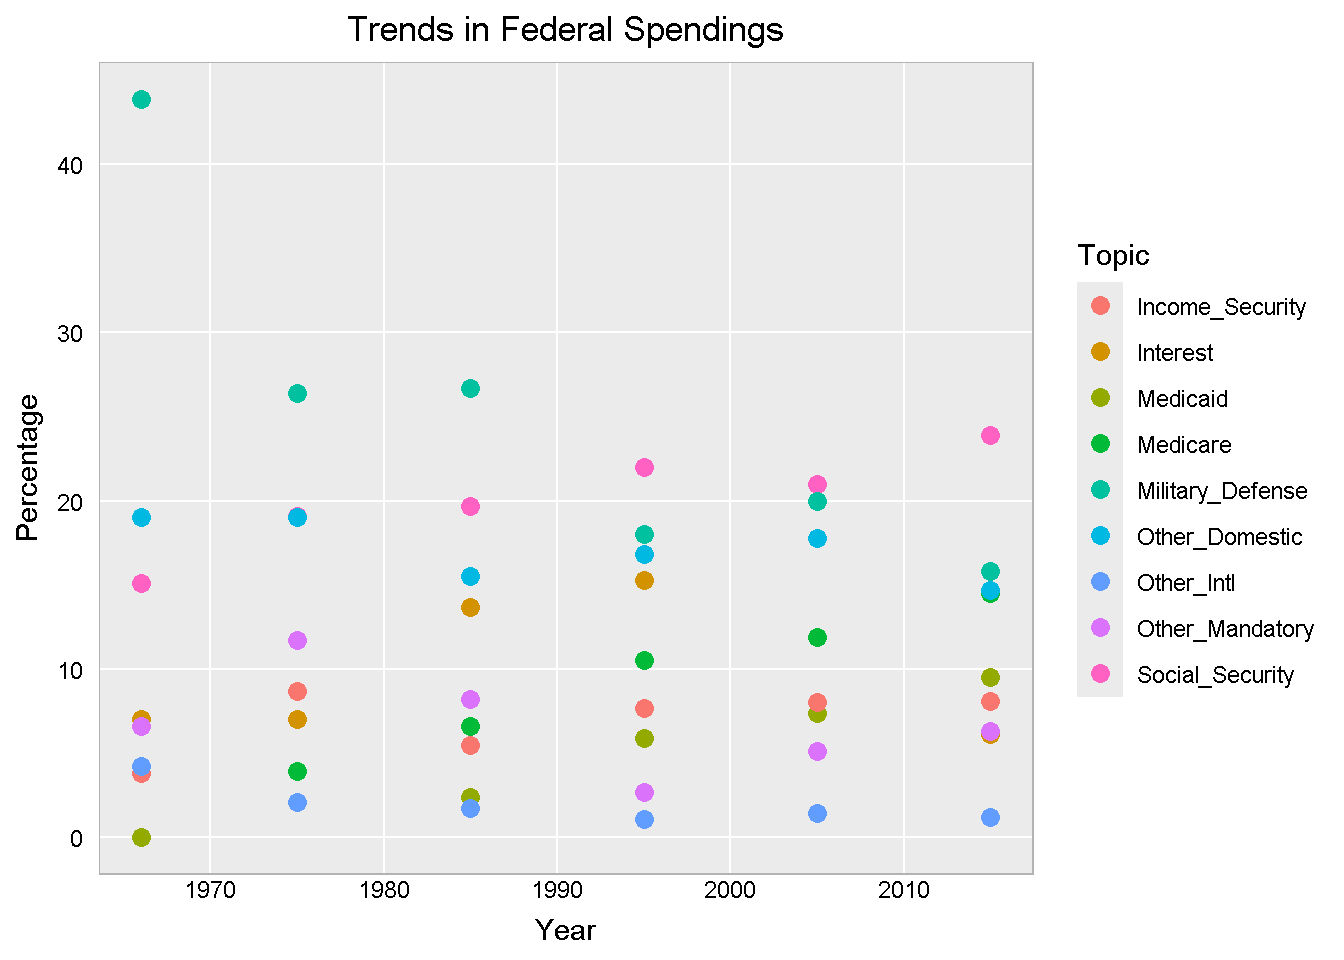 Trends in Federal Spendings
40
30
20
10
0
Percentage
1970 1980 1990 2000 2010
Year
Topic
Income_Security
Interest
Medicaid
Medicare
Military_Defense
Other_Domestic
Other_Intl
Other_Mandatory
Social_Security